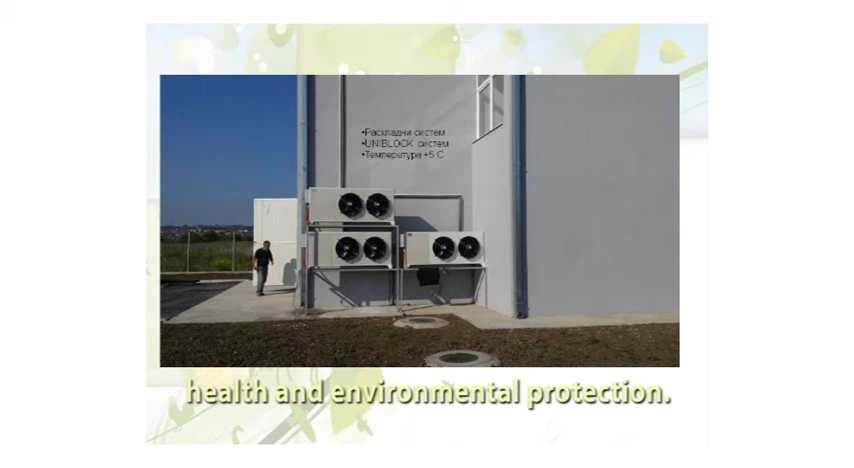 •Расхладни систем
•UNIBLOCK систем
•Температура +5 C
health and environmental protection.